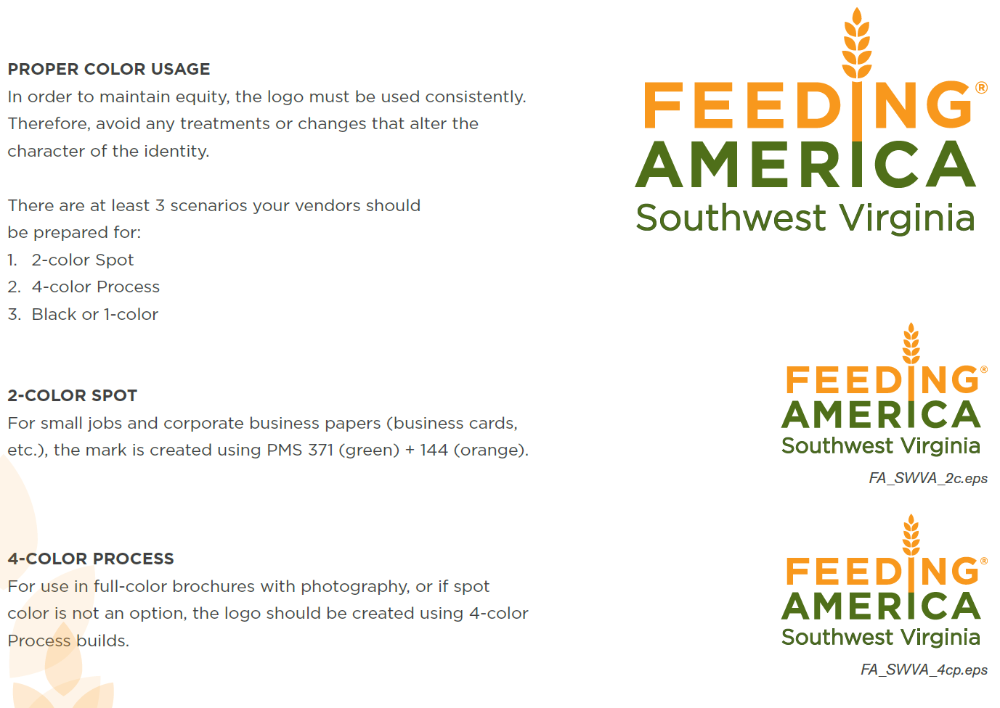 PROPER COLOR USAGE
In order to maintain equity, the logo must be used consistently.
Therefore, avoid any treatments or changes that alter the
character of the identity.
There are at least 3 scenarios your vendors should
be prepared for:
1. 2-color Spot
2. 4-color Process
3. Black or 1-color
2-COLOR SPOT
For small jobs and corporate business papers (business cards,
etc.), the mark is created using PMS 371 (green) + 144 (orange).
4-COLOR PROCESS
For use in full-color brochures with photography, or if spot
color is not an option, the logo should be created using 4-color
Process builds.
FEEDING®
AMERICA
Southwest Virginia
FEEDING®
AMERICA
Southwest Virginia
FA_SWVA_2c.eps
FEEDING®
AMERICA
Southwest Virginia
FA_SWVA_4cp.eps